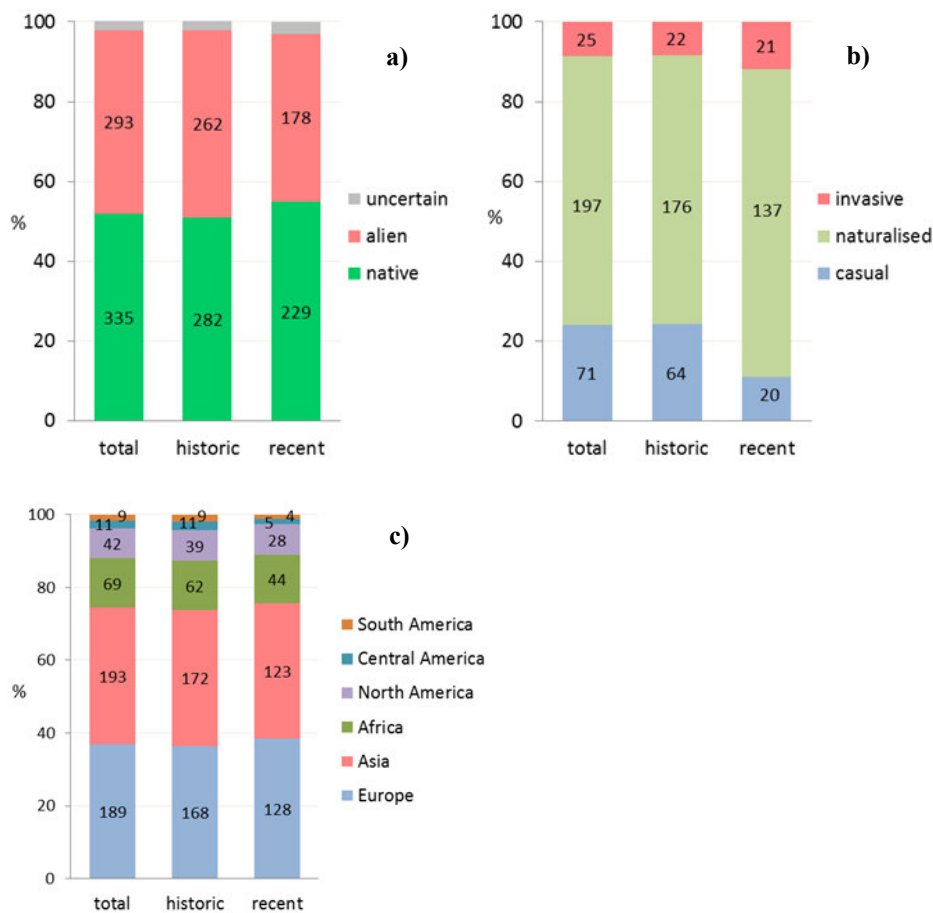 a)
%
100
80
60
40
20
0
293
262
178
335
282
229
total
historic
recent
uncertain
alien
native
b)
%
100
80
60
40
20
0
25
22
21
197
176
137
71
64
20
total
historic
recent
invasive
naturalised
casual
c)
%
100
80
60
40
20
0
9
9
4
11
11
5
42
39
28
69
62
44
193
172
123
189
168
128
total
historic
recent
South America
Central America
North America
Africa
Asia
Europe